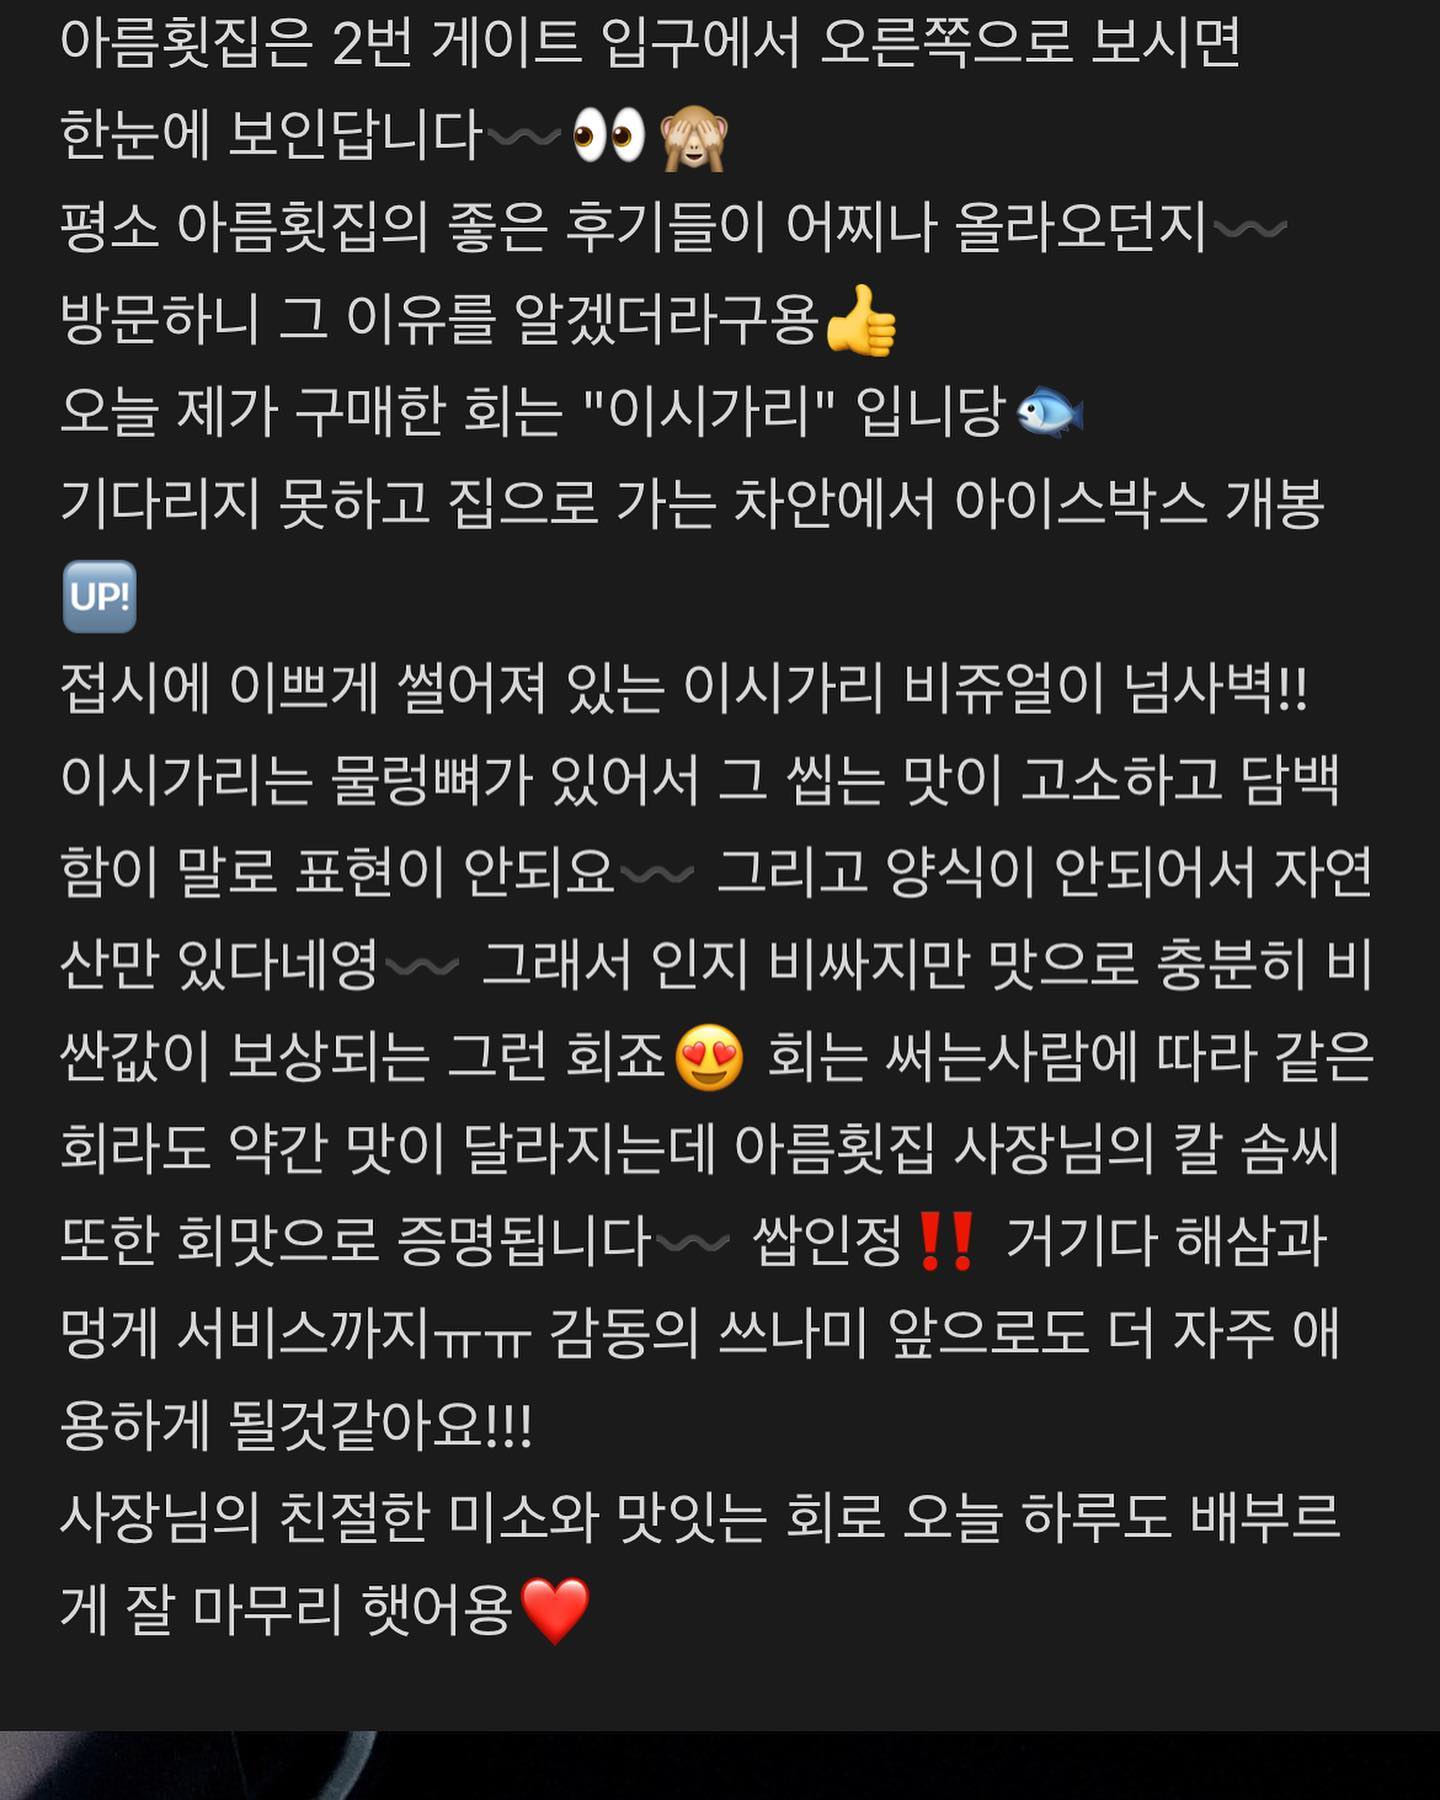 아름횟집은 2번 게이트 입구에서 오른쪽으로 보시면
한눈에 보인답니다〰️👀🙈
평소 아름횟집의 좋은 후기들이 어찌나 올라오던지〰️
방문하니 그 이유를 알겠더라구용👍
오늘 제가 구매한 회는 "이시가리" 입니당🐟
기다리지 못하고 집으로 가는 차안에서 아이스박스 개봉
🆙
접시에 이쁘게 썰어져 있는 이시가리 비쥬얼이 넘사벽!!
이시가리는 물렁뼈가 있어서 그 씹는 맛이 고소하고 담백
함이 말로 표현이 안되요〰️ 그리고 양식이 안되어서 자연
산만 있다네영〰️ 그래서 인지 비싸지만 맛으로 충분히 비
싼값이 보상되는 그런 회죠😍 회는 써는사람에 따라 같은
회라도 약간 맛이 달라지는데 아름횟집 사장님의 칼 솜씨
또한 회맛으로 증명됩니다〰️ 쌉인정‼️ 거기다 해삼과
멍게 서비스까지ㅠㅠ 감동의 쓰나미 앞으로도 더 자주 애
용하게 될것같아요!!!
사장님의 친절한 미소와 맛잇는 회로 오늘 하루도 배부르
게 잘 마무리 햇어용❤️